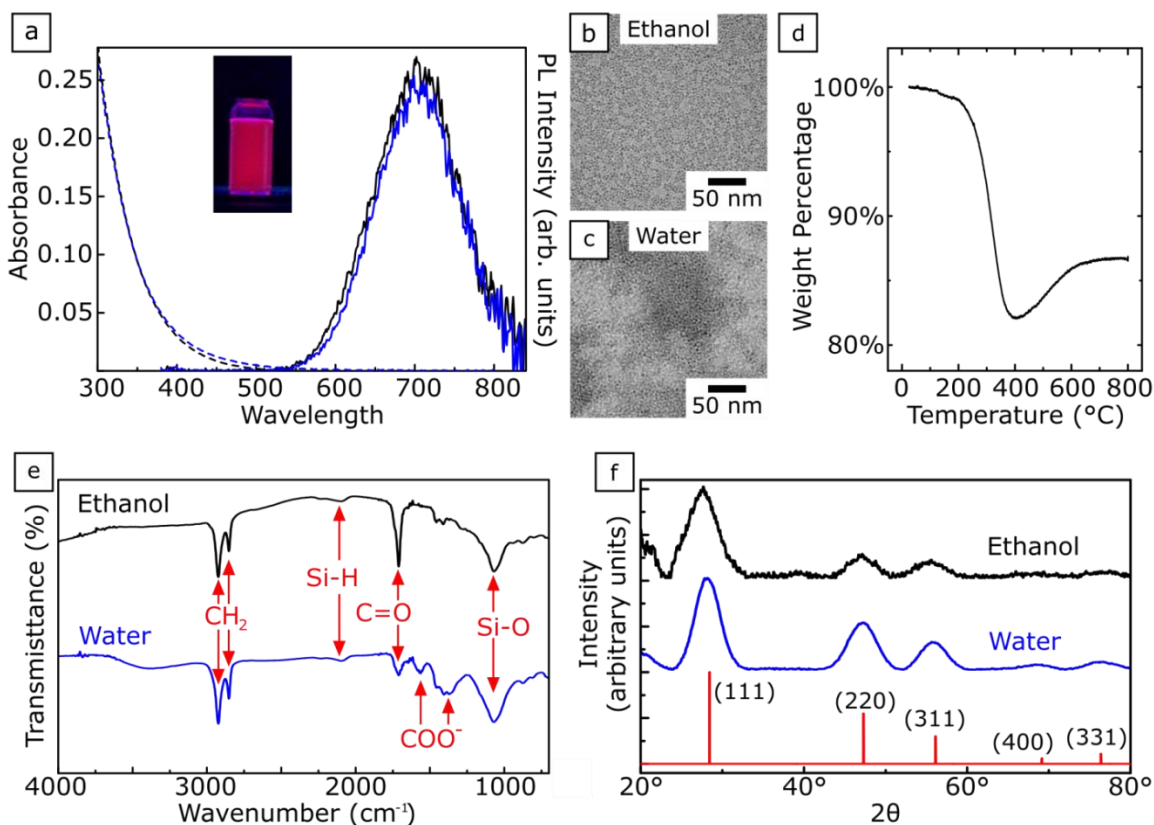 a
Absorbance
0.25
0.20
0.15
0.10
0.05
300 400 500 600 700 800
Wavelength
PL Intensity (arb. units)
b
Ethanol
50 nm
c
Water
50 nm
d
Weight Percentage
100%
90%
80%
0 200 400 600 800
Temperature (°C)
e
Transmisttance (%)
Ethanol
Water
CH₂
Si-H
C=O
Si-O
COO⁻
4000 3000 2000 1000
Wavenumber (cm⁻¹)
f
Intensity
(arbitrary units)
Ethanol
Water
(111)
(220)
(311)
(400)
(331)
20° 40° 60° 80°
2θ